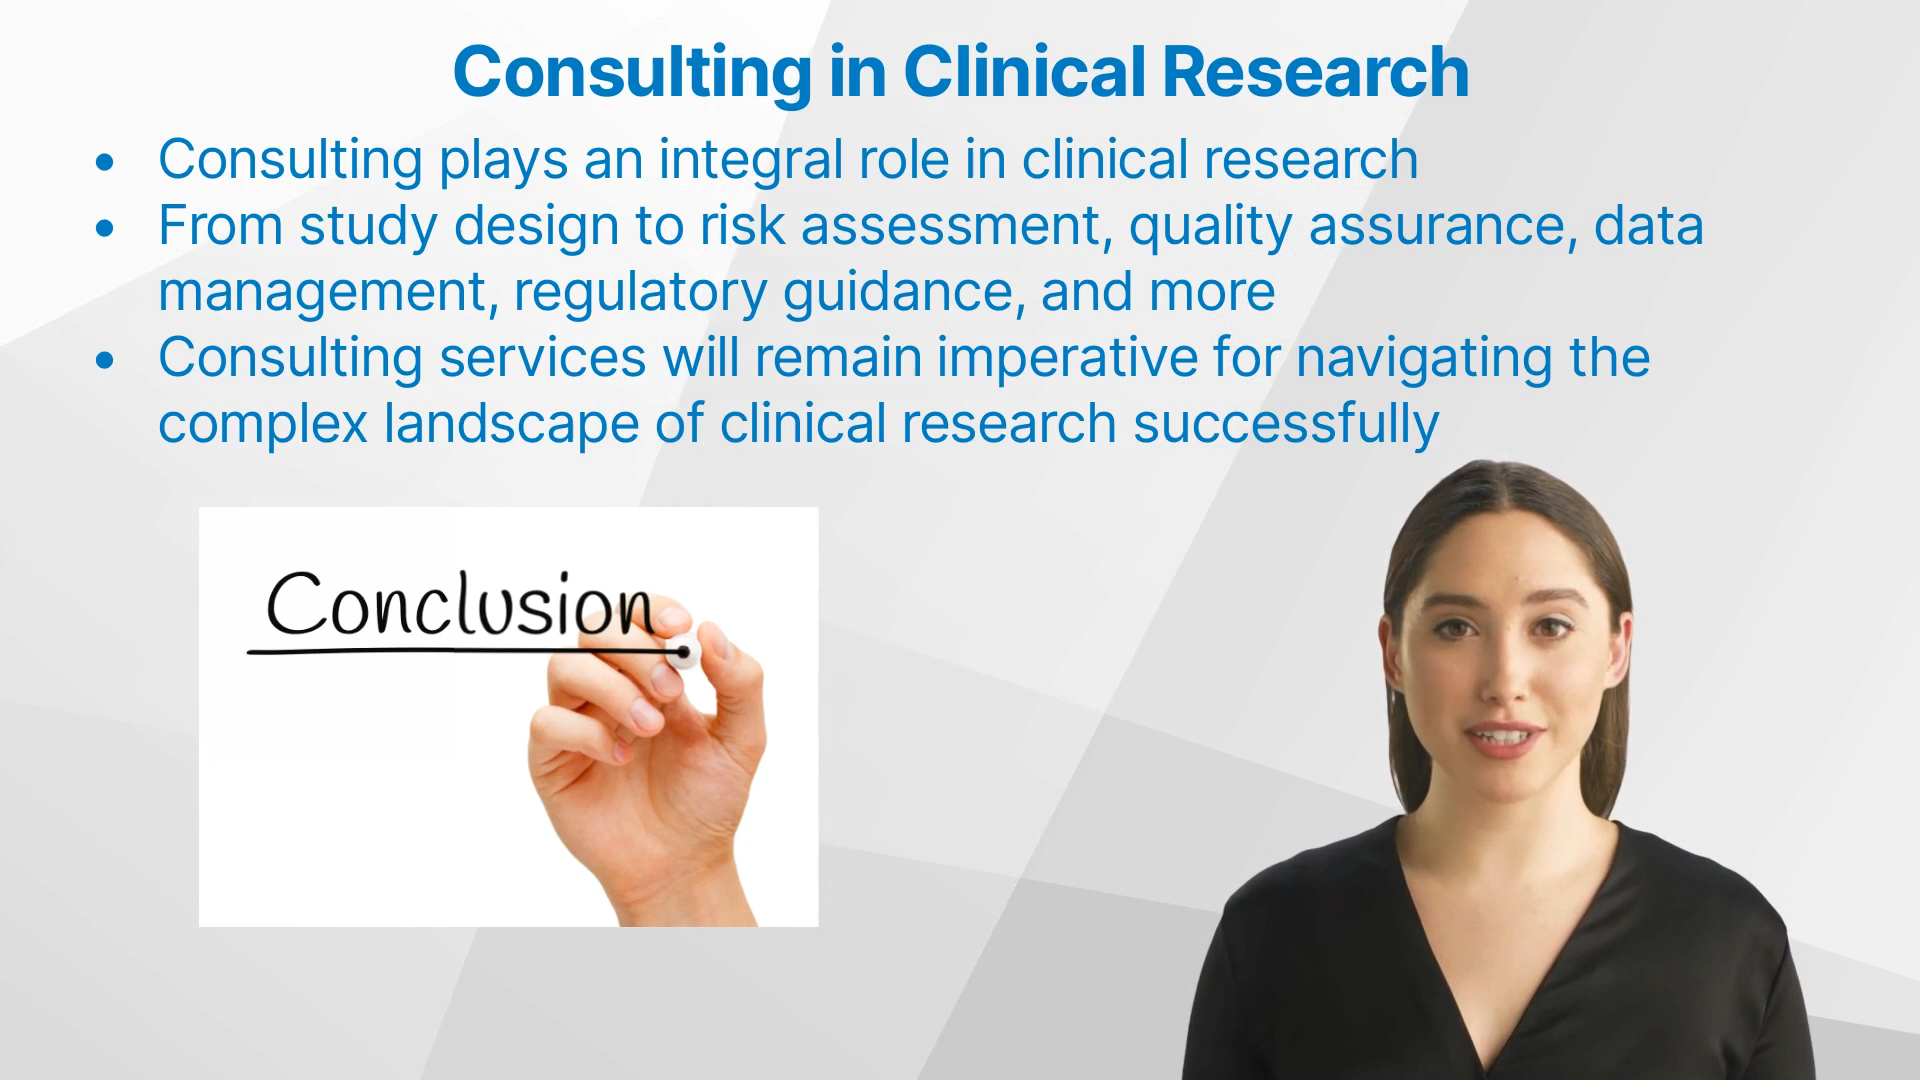 Consulting in Clinical Research
• Consulting plays an integral role in clinical research
• From study design to risk assessment, quality assurance, data
management, regulatory guidance, and more
• Consulting services will remain imperative for navigating the
complex landscape of clinical research successfully
Conclusion